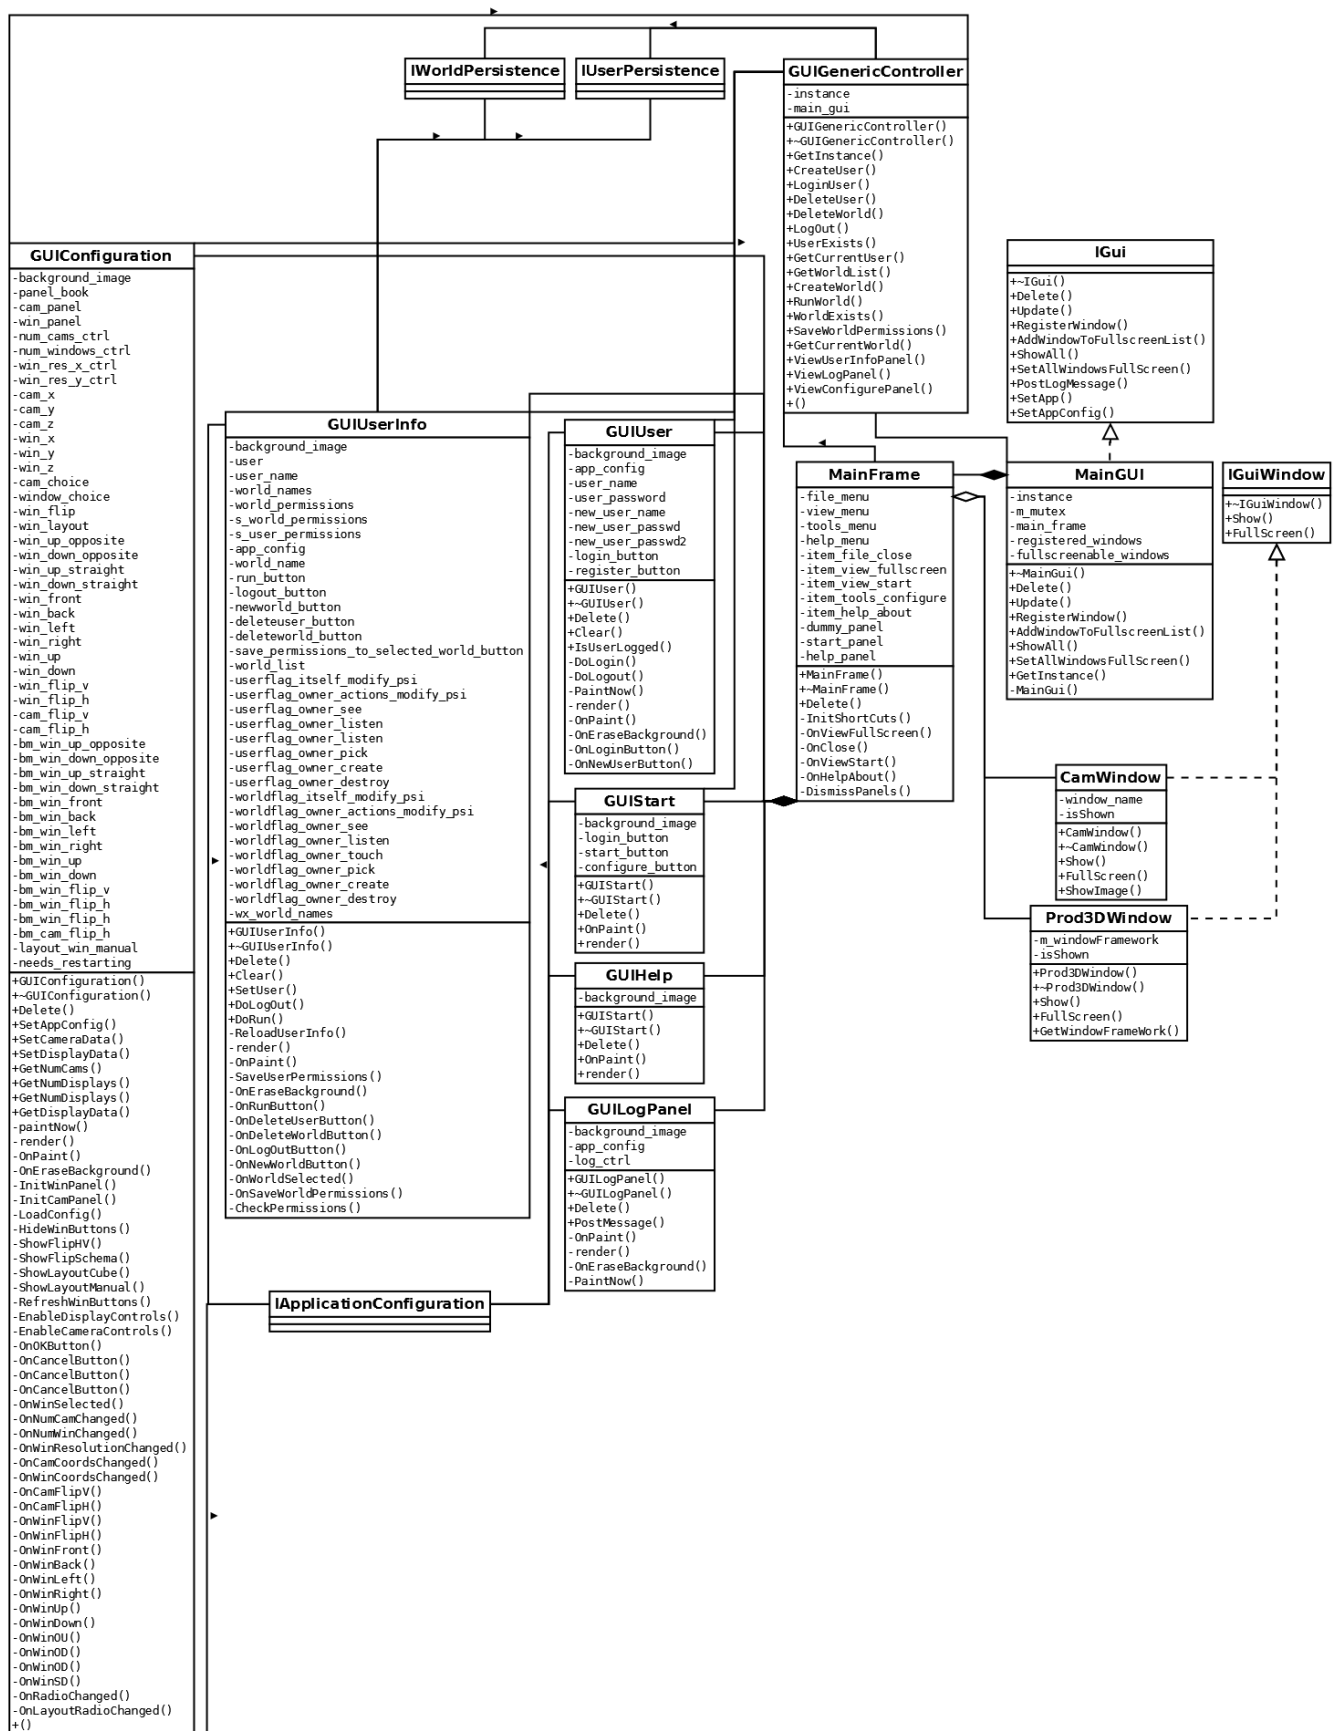 IWorldPersistence
IUserPersistence
GUIGenericController
-instance
-main_gui
+GUIGenericController()
+~GUIGenericController()
+GetInstance()
+CreateUser()
+LoginUser()
+DeleteUser()
+DeleteWorld()
+LogOut()
+UserExists()
+GetCurrentUser()
+GetWorldList()
+CreateWorld()
+RunWorld()
+WorldExists()
+SaveWorldPermissions()
+GetCurrentWorld()
+ViewUserInfoPanel()
+ViewLogPanel()
+ViewConfigurePanel()
+()
GUIConfiguration
-background_image
-panel_book
-cam_panel
-win_panel
-num_cams_ctrl
-num_windows_ctrl
-win_res_x_ctrl
-win_res_y_ctrl
-cam_x
-cam_y
-cam_z
-win_x
-win_y
-win_z
-cam_choice
-window_choice
-win_flip
-win_layout
-win_up_opposite
-win_down_opposite
-win_up_straight
-win_down_straight
-win_front
-win_back
-win_left
-win_right
-win_up
-win_down
-win_flip_v
-win_flip_h
-cam_flip_v
-cam_flip_h
-bm_win_up_opposite
-bm_win_down_opposite
-bm_win_up_straight
-bm_win_down_straight
-bm_win_front
-bm_win_back
-bm_win_left
-bm_win_right
-bm_win_up
-bm_win_down
-bm_win_flip_v
-bm_win_flip_h
-bm_win_flip_h
-bm_cam_flip_h
-layout_win_manual
-needs_restarting
+GUIConfiguration()
+~GUIConfiguration()
+Delete()
+SetAppConfig()
+SetCameraData()
+SetDisplayData()
+GetNumCams()
+GetNumDisplays()
+GetNumDisplays()
+GetDisplayData()
-paintNow()
-render()
-OnPaint()
-OnEraseBackground()
-InitWinPanel()
-InitCamPanel()
-LoadConfig()
-HideWinButtons()
-ShowFlipHV()
-ShowFlipSchema()
-ShowLayoutCube()
-ShowLayoutManual()
-RefreshWinButtons()
-EnableDisplayControls()
-EnableCameraControls()
-OnOKButton()
-OnCancelButton()
-OnCancelButton()
-OnCancelButton()
-OnWinSelected()
-OnNumCamChanged()
-OnNumWinChanged()
-OnWinResolutionChanged()
-OnCamCoordsChanged()
-OnWinCoordsChanged()
-OnCamFlipV()
-OnCamFlipH()
-OnWinFlipV()
-OnWinFlipH()
-OnWinFront()
-OnWinBack()
-OnWinLeft()
-OnWinRight()
-OnWinUp()
-OnWinDown()
-OnWinOU()
-OnWinOD()
-OnWinOD()
-OnWinSD()
-OnRadioChanged()
-OnLayoutRadioChanged()
+()
GUIUserInfo
-background_image
-user
-user_name
-world_names
-world_permissions
-s_world_permissions
-s_user_permissions
-app_config
-world_name
-run_button
-logout_button
-newworld_button
-deleteuser_button
-deleteworld_button
-save_permissions_to_selected_world_button
-world_list
-userflag_itself_modify_psi
-userflag_owner_actions_modify_psi
-userflag_owner_see
-userflag_owner_listen
-userflag_owner_listen
-userflag_owner_pick
-userflag_owner_create
-userflag_owner_destroy
-worldflag_itself_modify_psi
-worldflag_owner_actions_modify_psi
-worldflag_owner_see
-worldflag_owner_listen
-worldflag_owner_touch
-worldflag_owner_pick
-worldflag_owner_create
-worldflag_owner_destroy
-wx_world_names
+GUIUserInfo()
+~GUIUserInfo()
+Delete()
+Clear()
+SetUser()
+DoLogOut()
+DoRun()
-ReloadUserInfo()
-render()
-OnPaint()
-SaveUserPermissions()
-OnEraseBackground()
-OnRunButton()
-OnDeleteUserButton()
-OnDeleteWorldButton()
-OnLogOutButton()
-OnNewWorldButton()
-OnWorldSelected()
-OnSaveWorldPermissions()
-CheckPermissions()
IApplicationConfiguration
GUIUser
-background_image
-app_config
-user_name
-user_password
-new_user_name
-new_user_passwd
-new_user_passwd2
-login_button
-register_button
+GUIUser()
+~GUIUser()
+Delete()
+Clear()
+IsUserLogged()
-DoLogin()
-DoLogout()
-PaintNow()
-render()
-OnPaint()
-OnEraseBackground()
-OnLoginButton()
-OnNewUserButton()
GUIStart
-background_image
-login_button
-start_button
-configure_button
+GUIStart()
+~GUIStart()
+Delete()
+OnPaint()
+render()
GUIHelp
-background_image
+GUIStart()
+~GUIStart()
+Delete()
+OnPaint()
+render()
GUILogPanel
-background_image
-app_config
-log_ctrl
+GUILogPanel()
+~GUILogPanel()
+Delete()
+PostMessage()
-OnPaint()
-render()
-OnEraseBackground()
-PaintNow()
MainFrame
-file_menu
-view_menu
-tools_menu
-help_menu
-item_file_close
-item_view_fullscreen
-item_view_start
-item_tools_configure
-item_help_about
-dummy_panel
-start_panel
-help_panel
+MainFrame()
+~MainFrame()
+Delete()
-InitShortCuts()
-OnViewFullScreen()
-OnClose()
-OnViewStart()
-OnHelpAbout()
-DismissPanels()
IGui
+~IGui()
+Delete()
+Update()
+RegisterWindow()
+AddWindowToFullscreenList()
+ShowAll()
+SetAllWindowsFullScreen()
+PostLogMessage()
+SetApp()
+SetAppConfig()
MainGUI
-instance
-m_mutex
-main_frame
-registered_windows
-fullscreenable_windows
+~MainGui()
+Delete()
+Update()
+RegisterWindow()
+AddWindowToFullscreenList()
+ShowAll()
+SetAllWindowsFullScreen()
+GetInstance()
-MainGui()
IGuiWindow
+~IGuiWindow()
+Show()
+FullScreen()
CamWindow
-window_name
-isShown
+CamWindow()
+~CamWindow()
+Show()
+FullScreen()
+ShowImage()
Prod3DWindow
-m_windowFramework
-isShown
+Prod3DWindow()
+~Prod3DWindow()
+Show()
+FullScreen()
+GetWindowFrameWork()